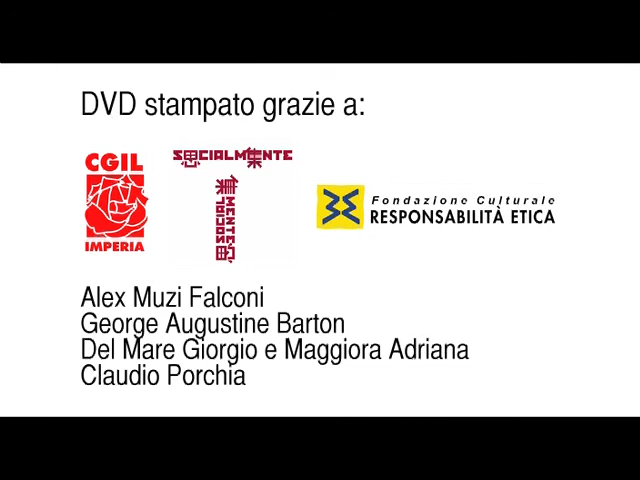 DVD stampato grazie a:
CGIL
IMPERIA
SOCIALMENTE
Fondazione Culturale
RESPONSABILITÀ ETICA
Alex Muzi Falconi
George Augustine Barton
Del Mare Giorgio e Maggiora Adriana
Claudio Porchia